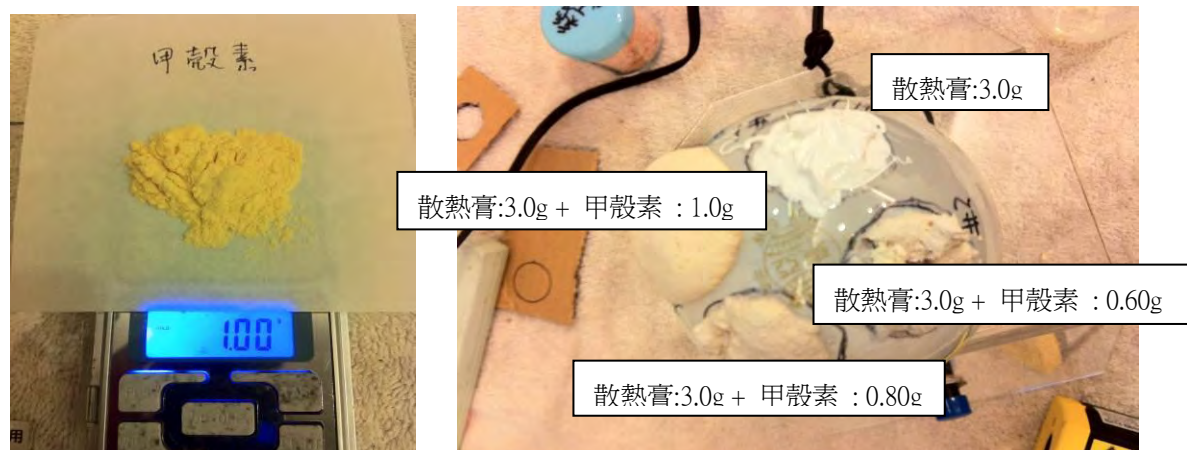 甲殼素
1.00
用
散熱膏:3.0g
散熱膏:3.0g + 甲殼素 : 1.0g
2#
散熱膏:3.0g + 甲殼素 : 0.60g
散熱膏:3.0g + 甲殼素 : 0.80g